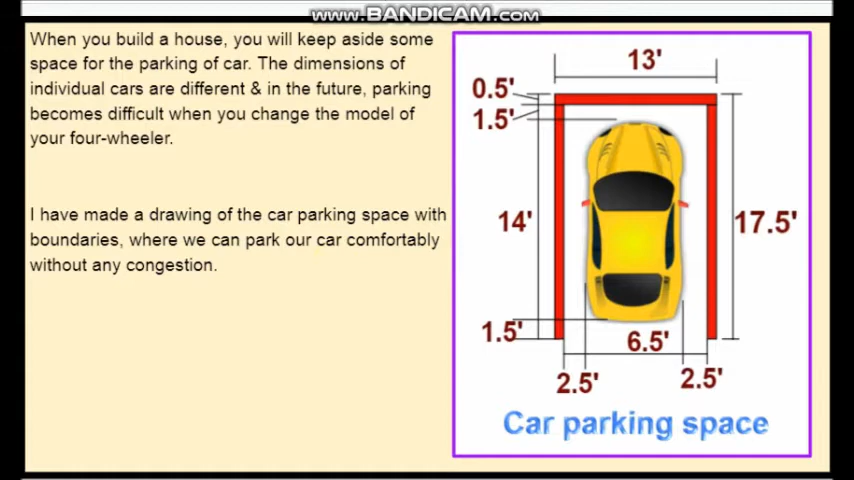 www.BANDICAM.com
When you build a house, you will keep aside some
space for the parking of car. The dimensions of
individual cars are different & in the future, parking
becomes difficult when you change the model of
your four-wheeler.
I have made a drawing of the car parking space with
boundaries, where we can park our car comfortably
without any congestion.
13'
0.5'
1.5'
14'
17.5'
1.5'
6.5'
2.5'
2.5'
Car parking space